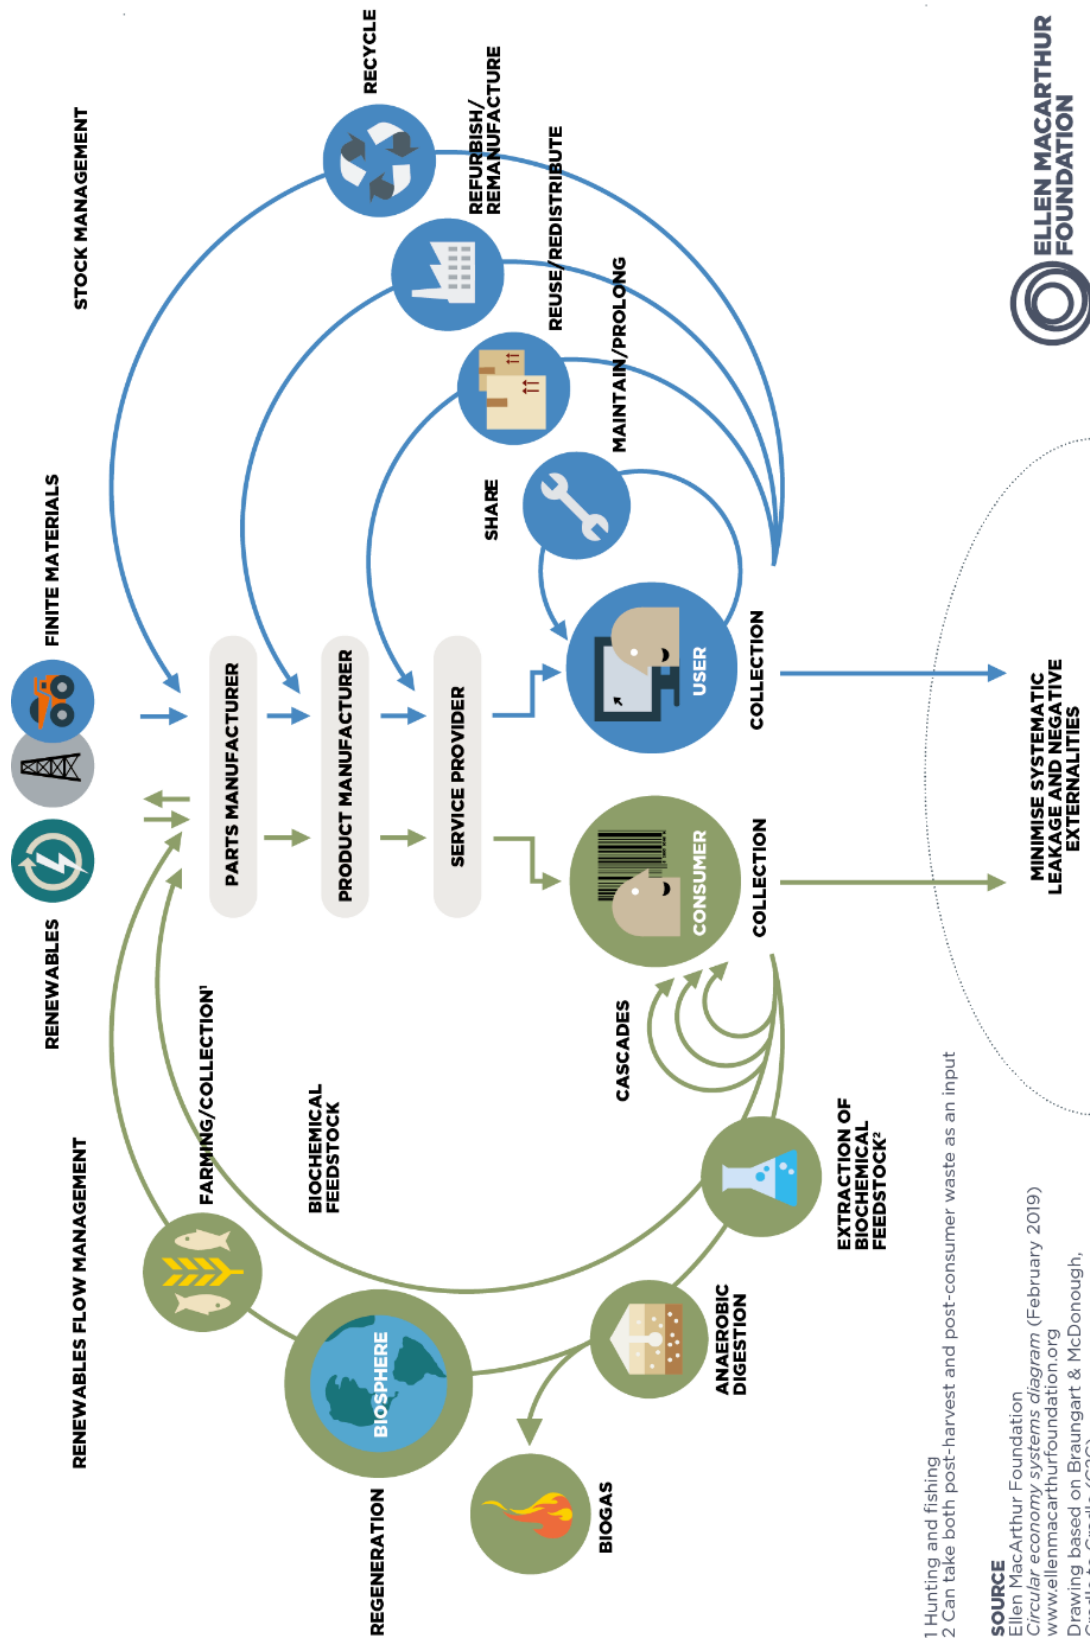 RENEWABLES
FINITE MATERIALS
RENEWABLES FLOW MANAGEMENT
STOCK MANAGEMENT
FARMING/COLLECTION¹
PARTS MANUFACTURER
RECYCLE
BIOCHEMICAL
FEEDSTOCK
PRODUCT MANUFACTURER
REFURBISH/
REMANUFACTURE
REGENERATION
BIOSPHERE
SERVICE PROVIDER
SHARE
REUSE/REDISTRIBUTE
BIOGAS
CASCADES
MAINTAIN/PROLONG
CONSUMER
USER
ANAEROBIC
DIGESTION
COLLECTION
COLLECTION
EXTRACTION OF
BIOCHEMICAL
FEEDSTOCK²
MINIMISE SYSTEMATIC
LEAKAGE AND NEGATIVE
EXTERNALITIES
1 Hunting and fishing
2 Can take both post-harvest and post-consumer waste as an input
SOURCE
Ellen MacArthur Foundation
Circular economy systems diagram (February 2019)
www.ellenmacarthurfoundation.org
Drawing based on Braungart & McDonough,
Cradle to Cradle (C2C)
ELLEN MACARTHUR
FOUNDATION